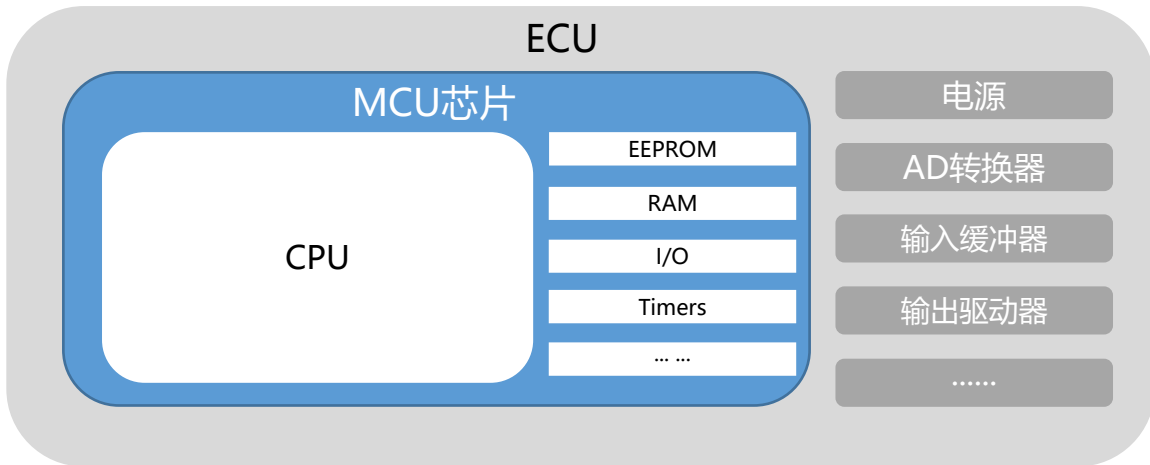 ECU
MCU芯片
CPU
EEPROM
RAM
I/O
Timers
... ...
电源
AD转换器
输入缓冲器
输出驱动器
......